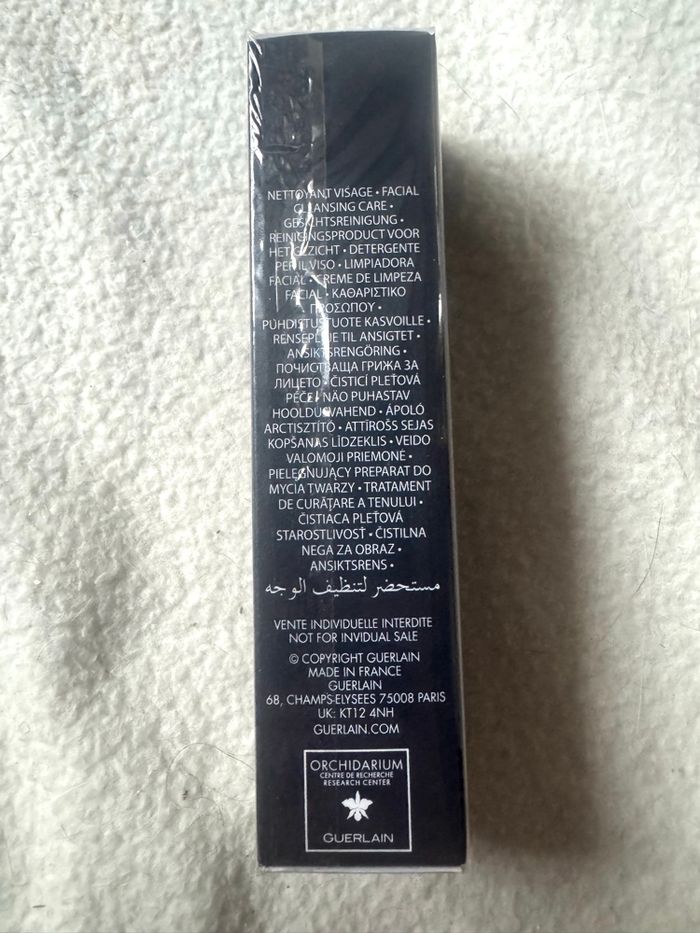 NETTOYANT VISAGE • FACIAL
CLEANSING CARE •
GESICHTSREINIGUNG •
REINIGINGSPRODUCT VOOR
HET GEZICHT • DETERGENTE
PER IL VISO • LIMPIADORA
FACIAL • CREME DE LIMPEZA
FACIAL • ΚΑΘΑΡΙΣΤΙΚΟ
ΠΡΟΣΩΠΟΥ •
PUHDISTUSTUOTE KASVOILLE •
RENSEPLEJE TIL ANSIGTET •
ANSIKTSRENGÖRING •
ПОЧИСТВАЩА ГРИЖА ЗА
ЛИЦЕТО • ČISTICÍ PLEŤOVÁ
PÉČE • NÄO PUHASTAV
HOOLDUSVAHEND • ÁPOLÓ
ARCTISZTÍTÓ • ATTĪROŠS SEJAS
KOPŠANAS LĪDZEKLIS • VEIDO
VALOMOJI PRIEMONĖ •
PIELĘGNUJĄCY PREPARAT DO
MYCIA TWARZY • TRATAMENT
DE CURĂȚARE A TENULUI •
ČISTIACA PLEŤOVÁ
STAROSTLIVOSŤ • ČISTILNA
NEGA ZA OBRAZ •
ANSIKTSRENS •
مستحضر لتنظيف الوجه
VENTE INDIVIDUELLE INTERDITE
NOT FOR INVIDUAL SALE
© COPYRIGHT GUERLAIN
MADE IN FRANCE
GUERLAIN
68, CHAMPS-ELYSEES 75008 PARIS
UK: KT12 4NH
GUERLAIN.COM
ORCHIDARIUM
CENTRE DE RECHERCHE
RESEARCH CENTER
GUERLAIN